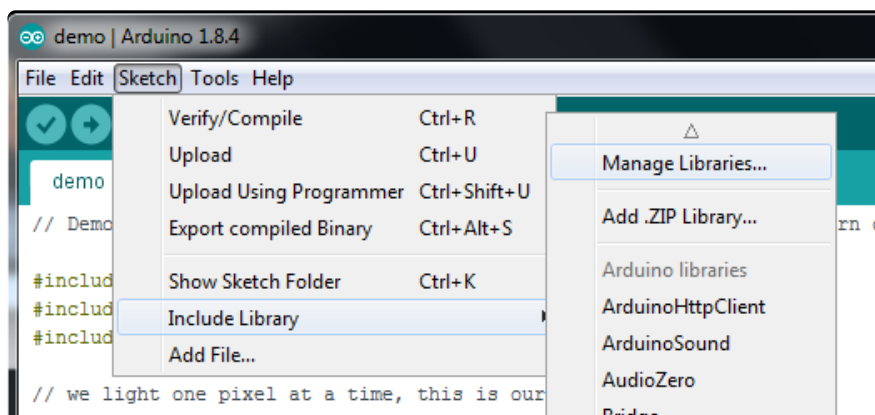 demo | Arduino 1.8.4
File Edit Sketch Tools Help
Verify/Compile Ctrl+R
Upload Ctrl+U
Upload Using Programmer Ctrl+Shift+U
Export compiled Binary Ctrl+Alt+S
Show Sketch Folder Ctrl+K
Include Library
Add File...
Manage Libraries...
Add .ZIP Library...
Arduino libraries
ArduinoHttpClient
ArduinoSound
AudioZero
demo
// Demo
#includ
#includ
#includ
// we light one pixel at a time, this is our